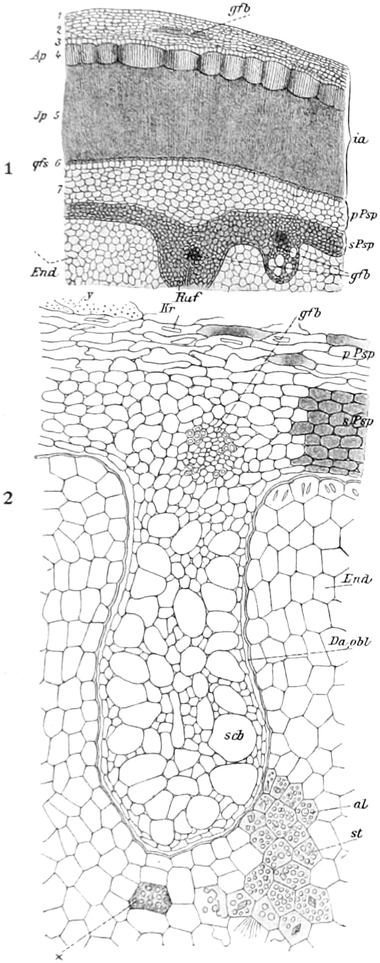 gfb
1
2
3
Ap 4
Jp 5
ia
1
qfs 6
7
pPsp
sPsp
End
gfb
Ruf
y
Kr
gfb
pPsp
sPsp
2
End
Da.obl
scb
al
st
x